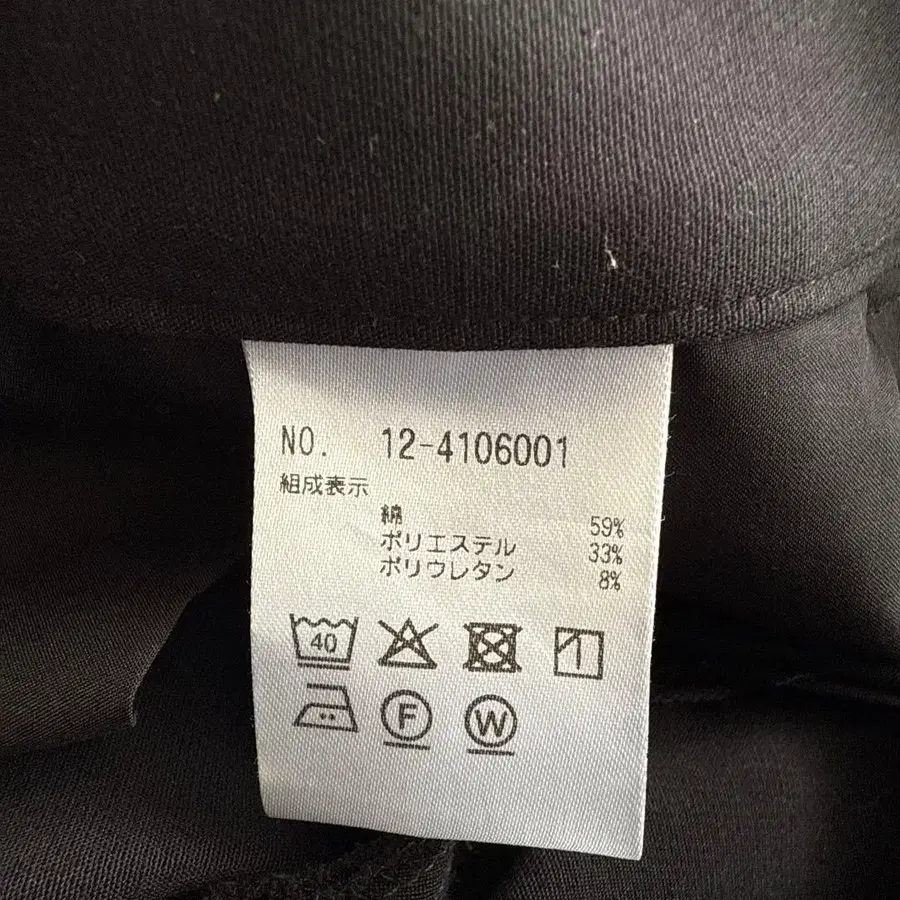 NO. 12-4106001
組成表示
綿 59%
ポリエステル 33%
ポリウレタン 8%
40
F W